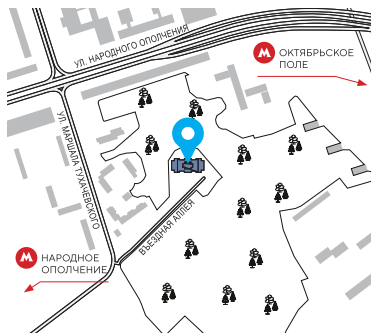 УЛ. НАРОДНОГО ОПОЛЧЕНИЯ
М ОКТЯБРЬСКОЕ
ПОЛЕ
УЛ. МАРШАЛА ТУХАЧЕВСКОГО
ВЪЕЗДНАЯ АЛЛЕЯ
М НАРОДНОЕ
ОПОЛЧЕНИЕ